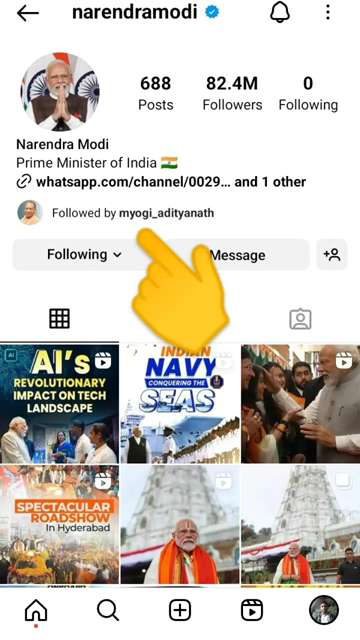 narendramodi
688
82.4M
0
Posts
Followers
Following
Narendra Modi
Prime Minister of India
whatsapp.com/channel/0029... and 1 other
Followed by myogi_adityanath
Following
Message
AI
AI's
REVOLUTIONARY
IMPACT ON TECH
LANDSCAPE
INDIAN
NAVY
CONQUERING THE
SEAS
SPECTACULAR
ROADSHOW
In Hyderabad